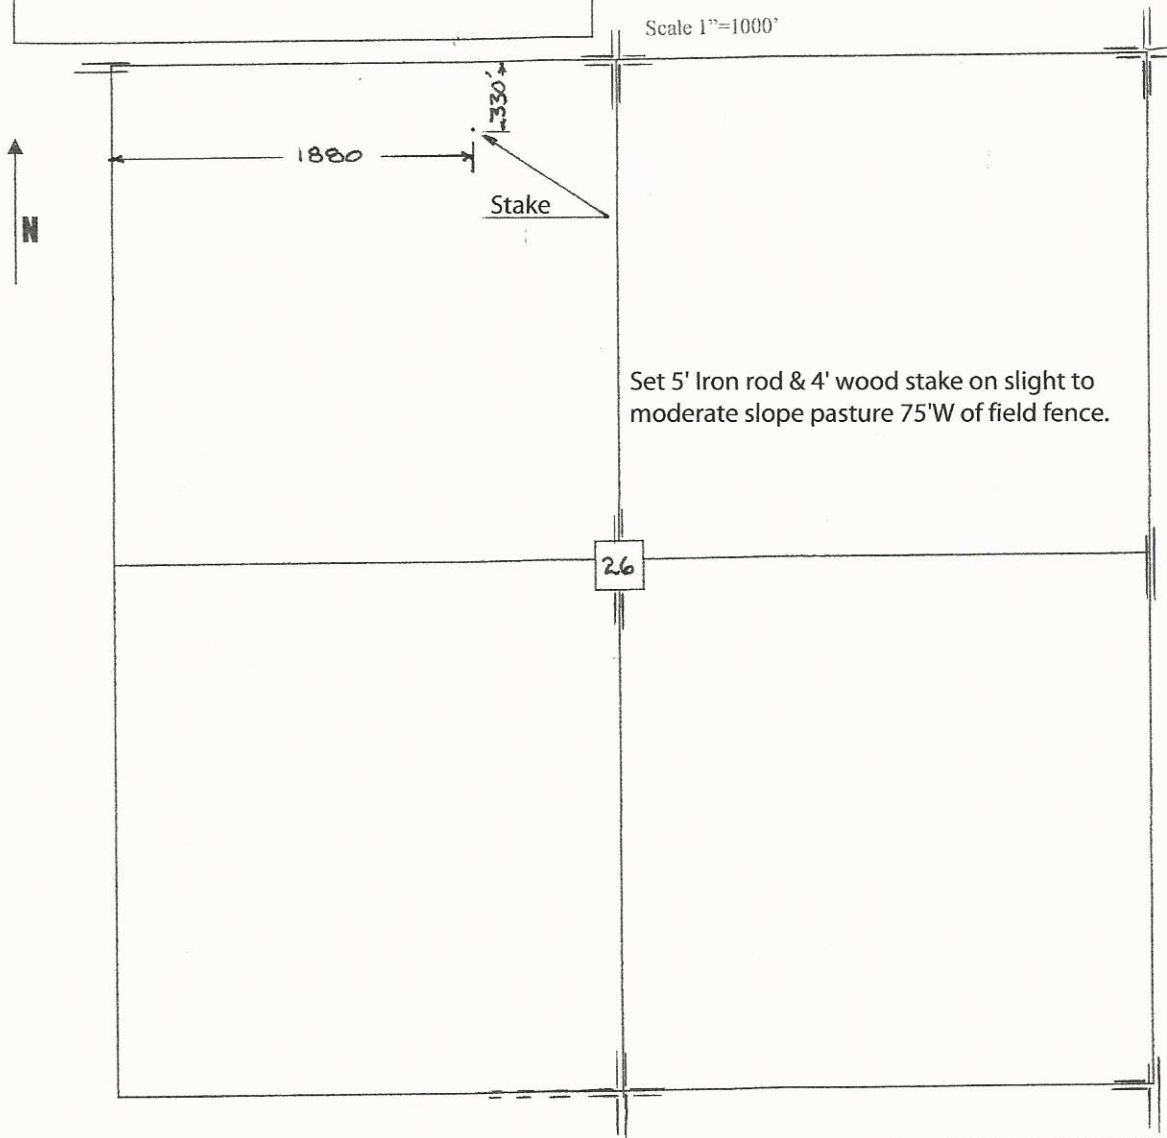 Scale 1"=1000'
330'
1880
Stake
N
Set 5' Iron rod & 4' wood stake on slight to
moderate slope pasture 75'W of field fence.
26